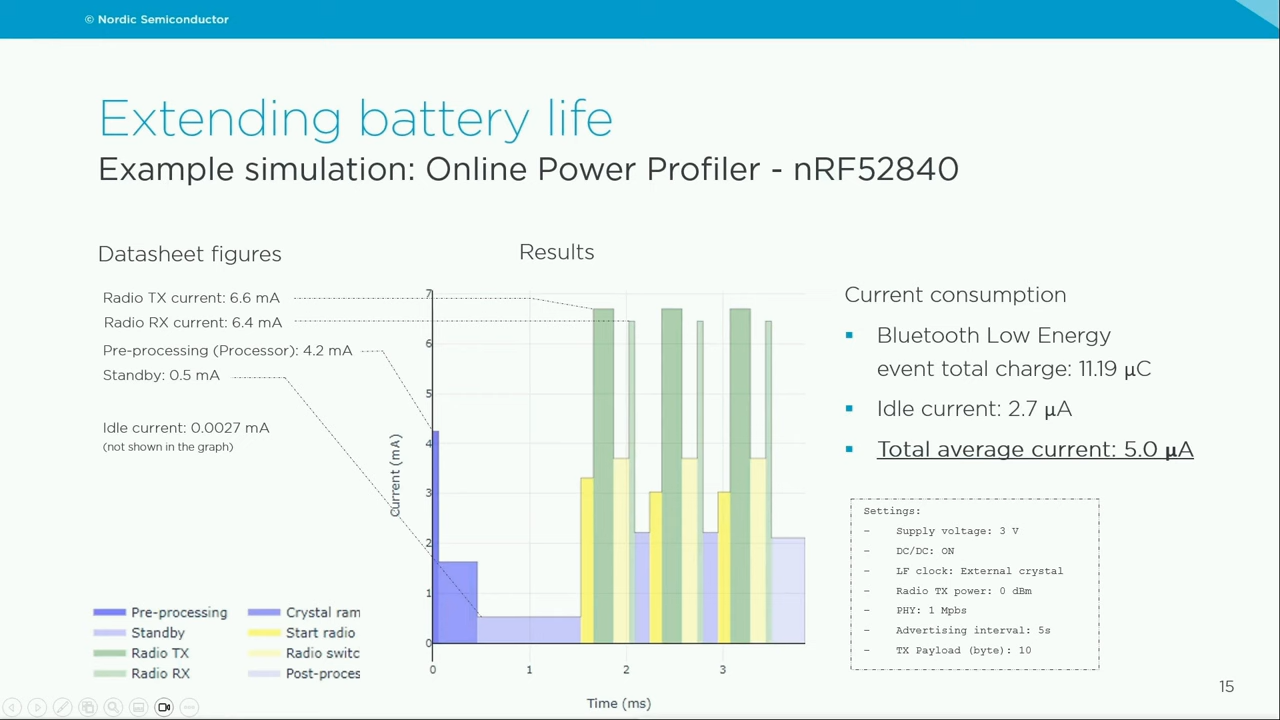 © Nordic Semiconductor
Extending battery life
Example simulation: Online Power Profiler - nRF52840
Datasheet figures
Radio TX current: 6.6 mA
Radio RX current: 6.4 mA
Pre-processing (Processor): 4.2 mA
Standby: 0.5 mA
Idle current: 0.0027 mA
(not shown in the graph)
Results
7
6
5
4
3
2
1
0
Current (mA)
0 1 2 3
Time (ms)
Pre-processing
Standby
Radio TX
Radio RX
Crystal ram
Start radio
Radio switc
Post-proces
Current consumption
▪ Bluetooth Low Energy
event total charge: 11.19 µC
▪ Idle current: 2.7 µA
▪ Total average current: 5.0 µA
Settings:
– Supply voltage: 3 V
– DC/DC: ON
– LF clock: External crystal
– Radio TX power: 0 dBm
– PHY: 1 Mpbs
– Advertising interval: 5s
– TX Payload (byte): 10
15